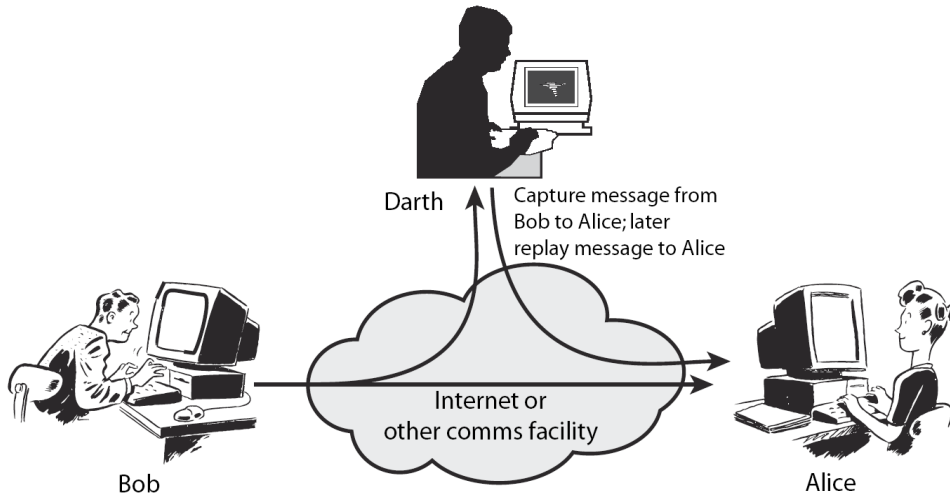 Darth
Capture message from
Bob to Alice; later
replay message to Alice
Internet or
other comms facility
Bob
Alice